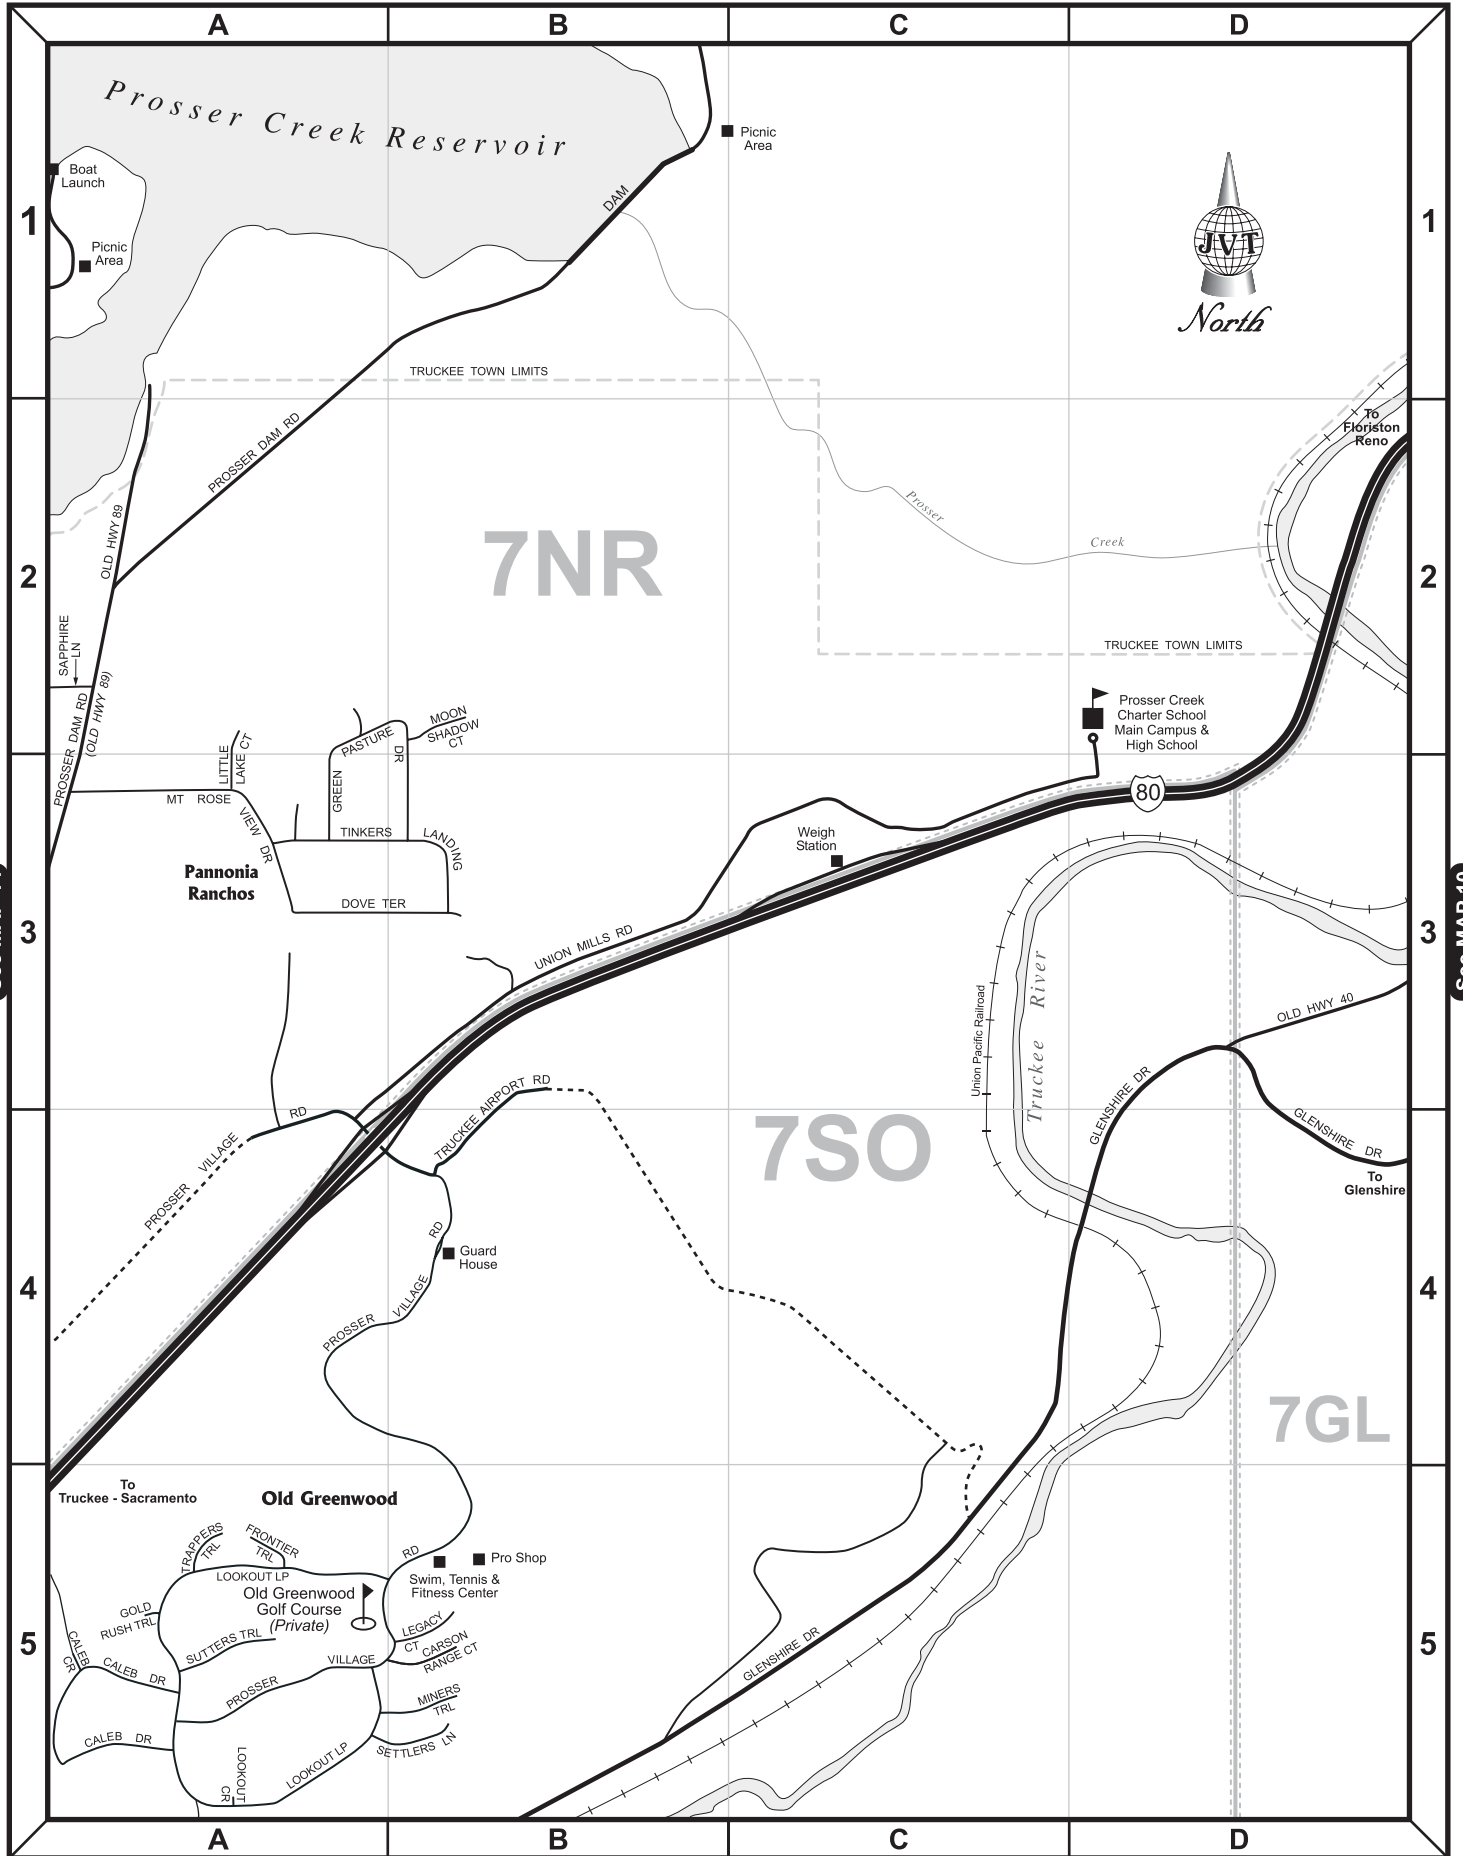 A
B
C
D
Prosser Creek Reservoir
Picnic
Area
Boat
Launch
DAM
1
1
Picnic
Area
JVT
North
TRUCKEE TOWN LIMITS
To
Floriston
Reno
PROSSER DAM RD
OLD HWY 89
Prosser
Creek
7NR
2
2
SAPPHIRE
LN
TRUCKEE TOWN LIMITS
PROSSER DAM RD
(OLD HWY 89)
Prosser Creek
Charter School
Main Campus &
High School
MOON
SHADOW
CT
PASTURE
DR
GREEN
LITTLE
LAKE CT
MT ROSE
VIEW DR
80
TINKERS
LANDING
Weigh
Station
Pannonia
Ranchos
DOVE TER
3
3
See MAP 10
UNION MILLS RD
Union Pacific Railroad
Truckee River
OLD HWY 40
TRUCKEE AIRPORT RD
GLENSHIRE DR
GLENSHIRE DR
PROSSER
VILLAGE
RD
7SO
To
Glenshire
RD
Guard
House
VILLAGE
PROSSER
4
4
7GL
To
Truckee - Sacramento
Old Greenwood
TRAPPERS
TRL
FRONTIER
TRL
RD
Pro Shop
LOOKOUT LP
Swim, Tennis &
Fitness Center
Old Greenwood
Golf Course
(Private)
GOLD
RUSH TRL
LEGACY
CT
CARSON
RANGE CT
SUTTERS TRL
CALEB
CR
CALEB DR
VILLAGE
PROSSER
GLENSHIRE DR
5
5
MINERS
TRL
CALEB DR
SETTLERS LN
LOOKOUT
CR
LOOKOUT LP
A
B
C
D